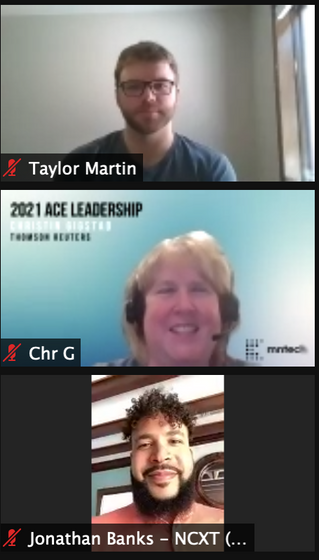 Taylor Martin
2021 ACE LEADERSHIP
THOMSON REUTERS
mntech
Chr G
Jonathan Banks - NCXT (...